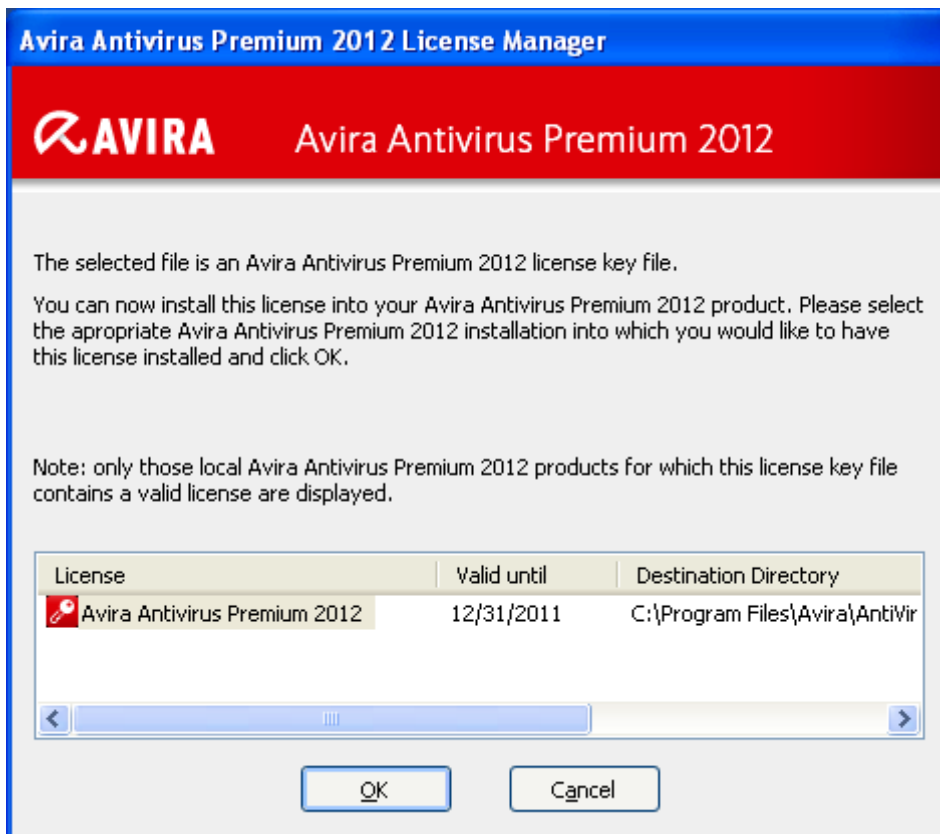 Avira Antivirus Premium 2012 License Manager
AVIRA
Avira Antivirus Premium 2012
The selected file is an Avira Antivirus Premium 2012 license key file.
You can now install this license into your Avira Antivirus Premium 2012 product. Please select
the apropriate Avira Antivirus Premium 2012 installation into which you would like to have
this license installed and click OK.
Note: only those local Avira Antivirus Premium 2012 products for which this license key file
contains a valid license are displayed.
License Valid until Destination Directory
Avira Antivirus Premium 2012 12/31/2011 C:\Program Files\Avira\AntiVir
OK Cancel